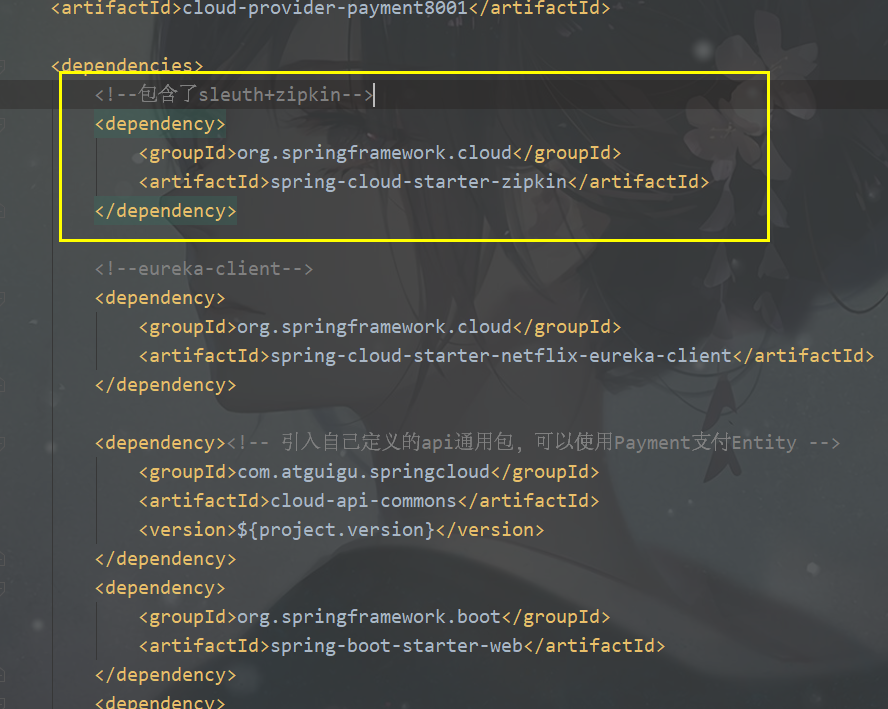 <artifactId>cloud-provider-payment8001</artifactId>
<dependencies>
<!--包含了sleuth+zipkin-->
<dependency>
<groupId>org.springframework.cloud</groupId>
<artifactId>spring-cloud-starter-zipkin</artifactId>
</dependency>
<!--eureka-client-->
<dependency>
<groupId>org.springframework.cloud</groupId>
<artifactId>spring-cloud-starter-netflix-eureka-client</artifactId>
</dependency>
<dependency><!-- 引入自己定义的api通用包，可以使用Payment支付Entity -->
<groupId>com.atguigu.springcloud</groupId>
<artifactId>cloud-api-commons</artifactId>
<version>${project.version}</version>
</dependency>
<dependency>
<groupId>org.springframework.boot</groupId>
<artifactId>spring-boot-starter-web</artifactId>
</dependency>
<dependency>